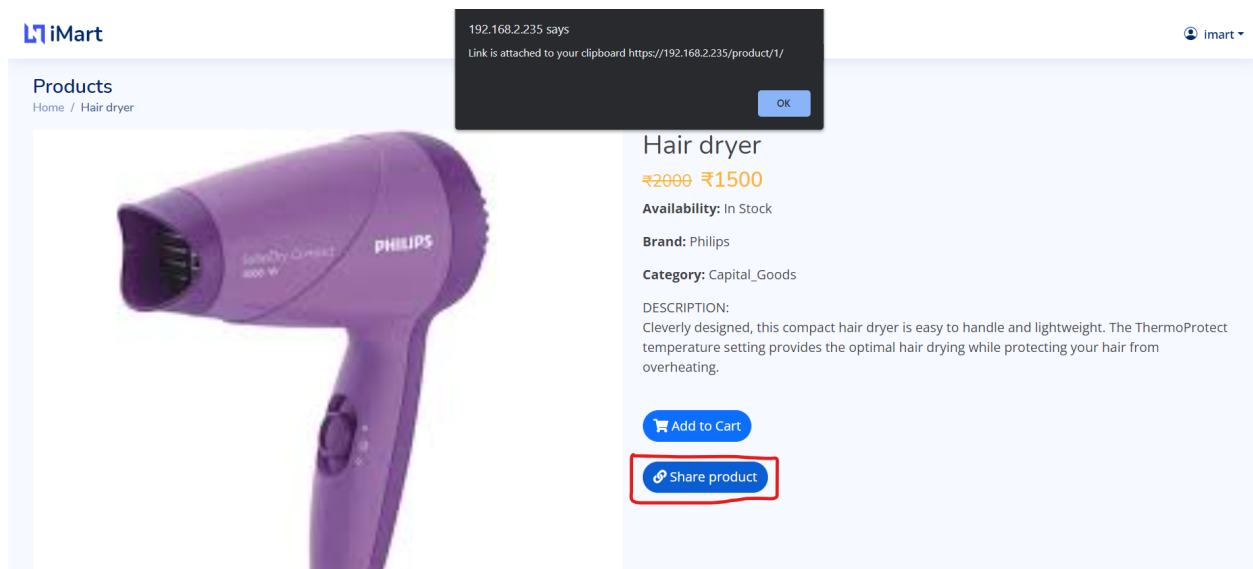 iMart
192.168.2.235 says
Link is attached to your clipboard https://192.168.2.235/product/1/
OK
imart
Products
Home / Hair dryer
PHILIPS
Hair dryer
₹2000 ₹1500
Availability: In Stock
Brand: Philips
Category: Capital_Goods
DESCRIPTION:
Cleverly designed, this compact hair dryer is easy to handle and lightweight. The ThermoProtect
temperature setting provides the optimal hair drying while protecting your hair from
overheating.
Add to Cart
Share product